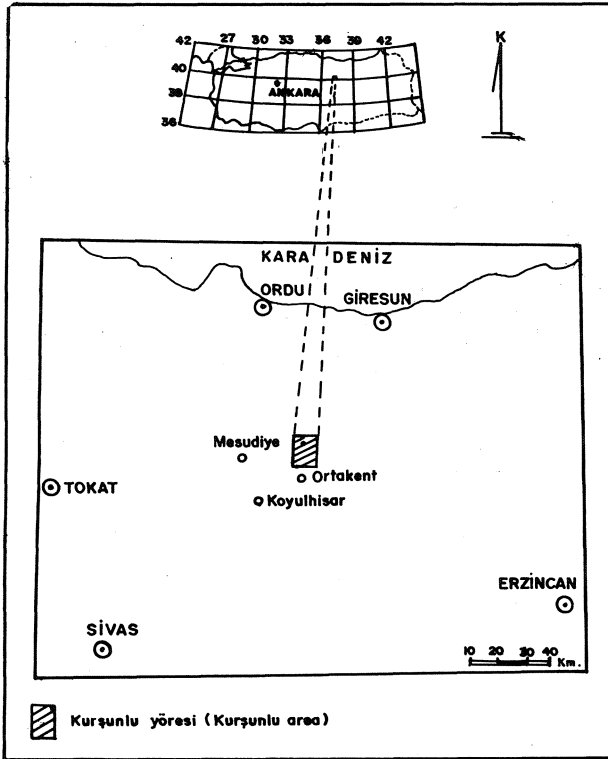 42 27 30 33 36 39 42
40
38
36
ANKARA
K
KARA DENİZ
ORDU
GİRESUN
Mesudiye
Ortakent
TOKAT
Koyulhisar
ERZİNCAN
SİVAS
10 20 30 40
Km.
Kurşunlu yöresi (Kurşunlu area)